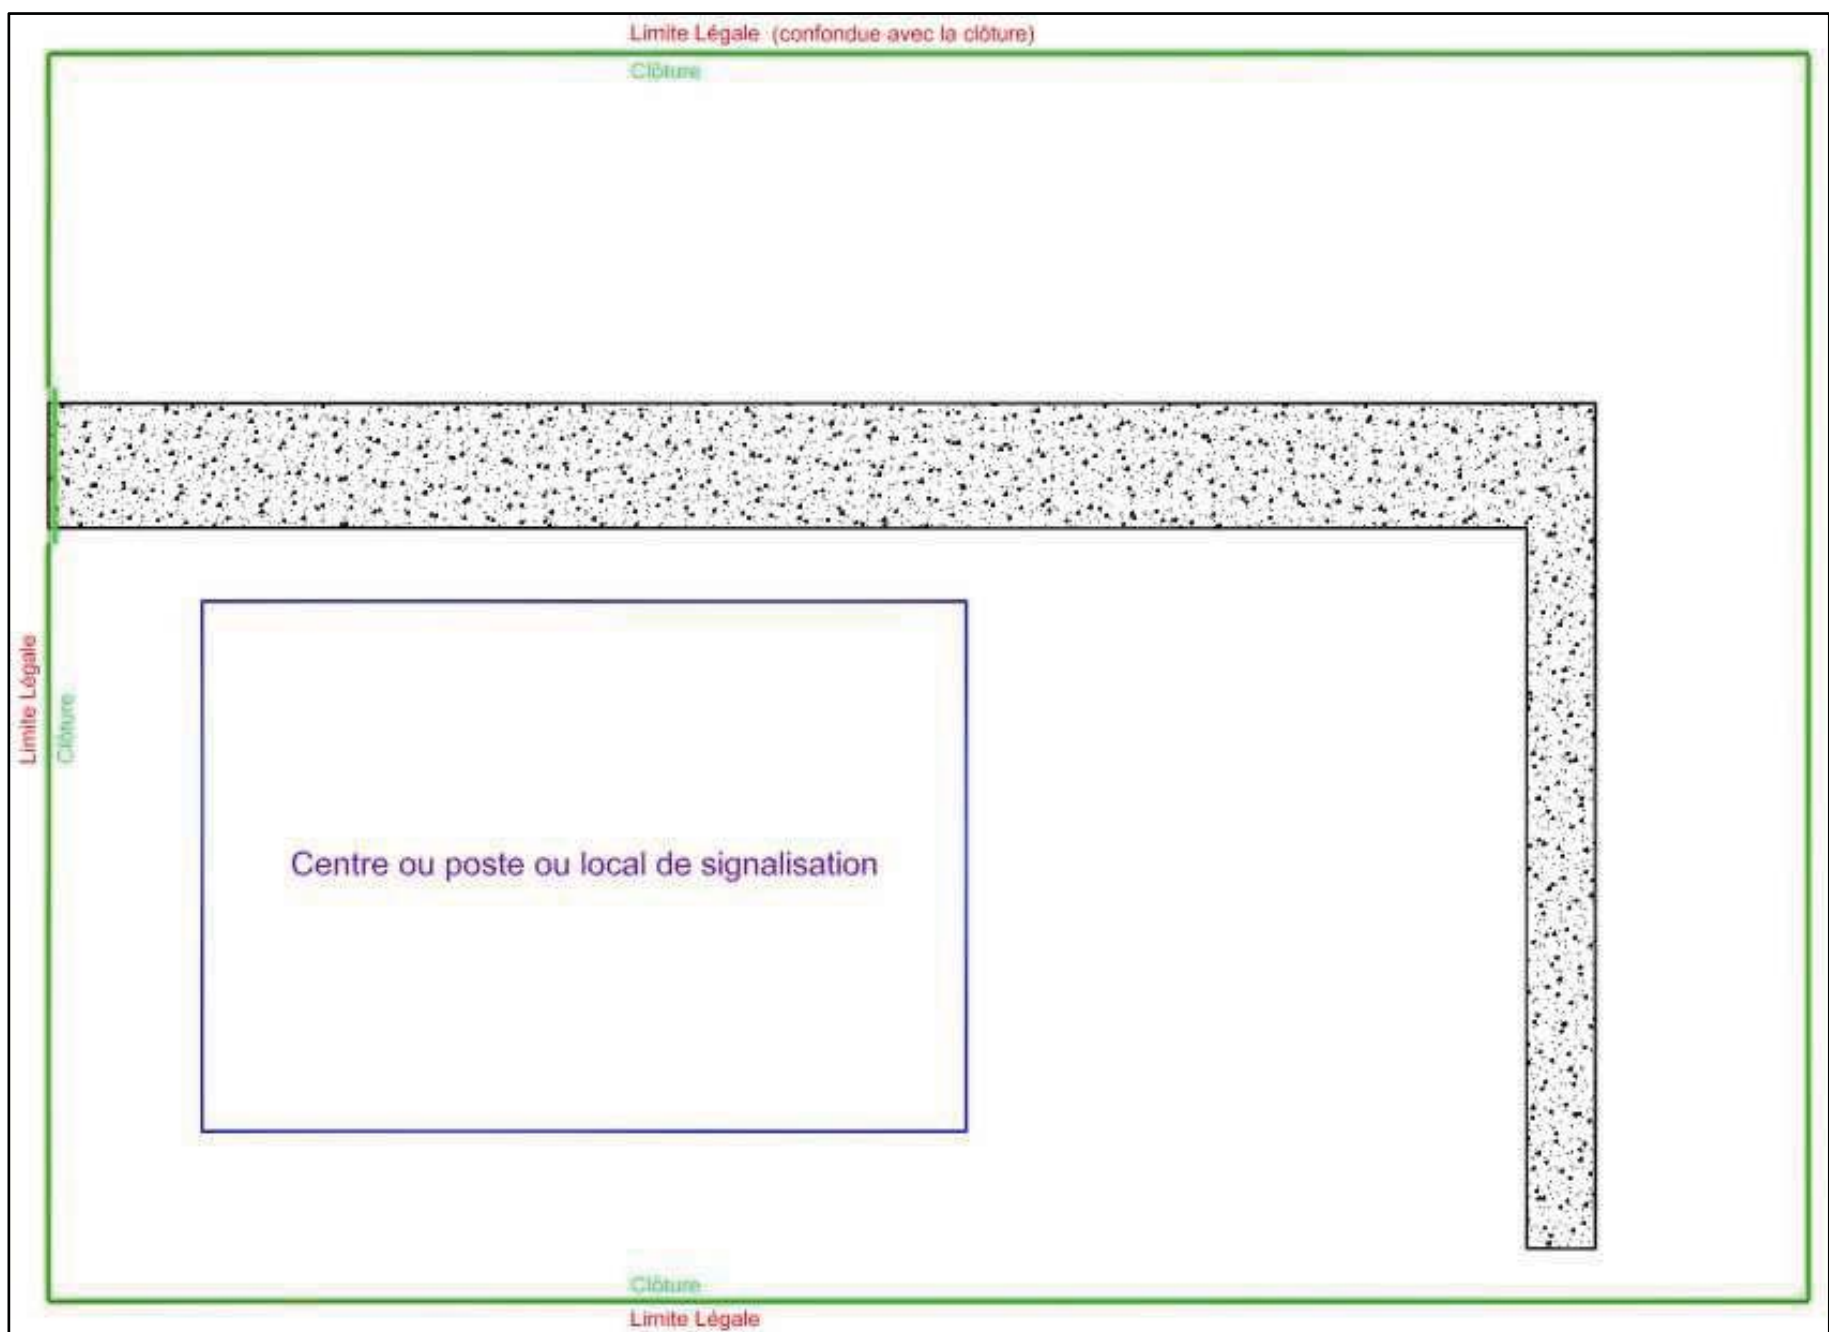 Limite Légale (confondue avec la clôture)
Clôture
Limite Légale
Clôture
Centre ou poste ou local de signalisation
Clôture
Limite Légale